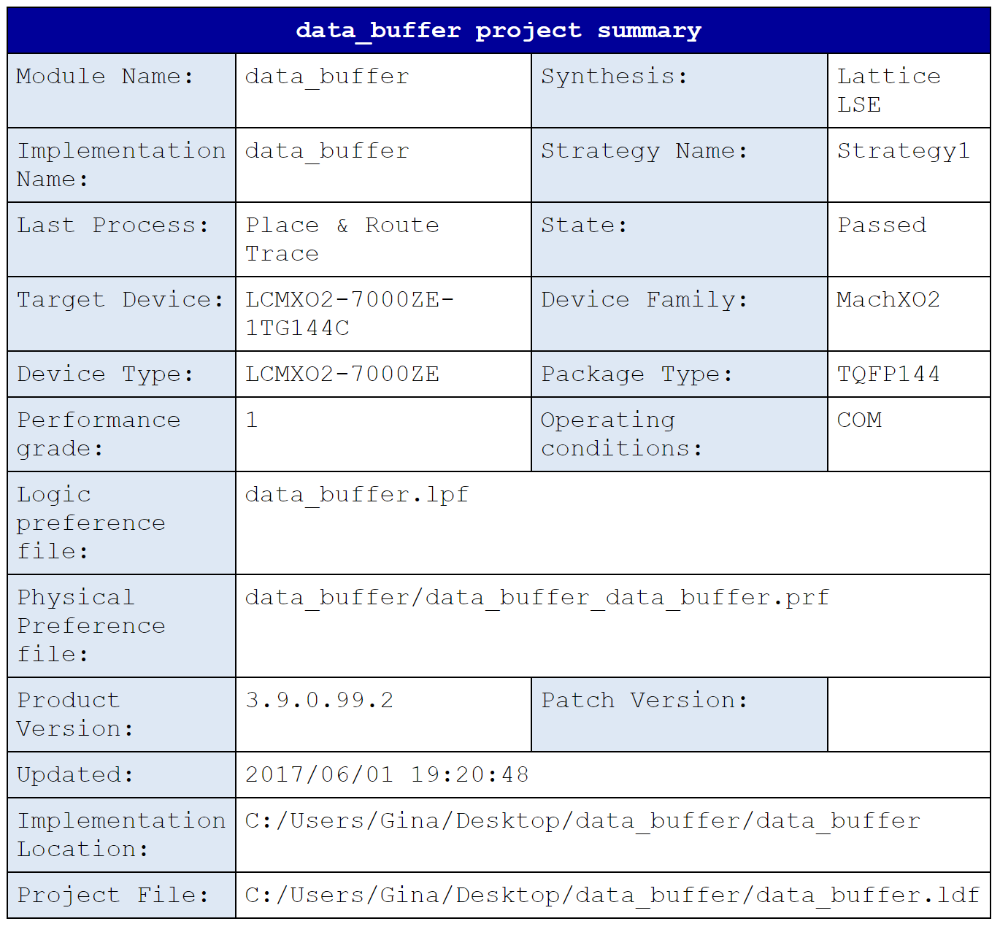 data_buffer project summary
Module Name: data_buffer Synthesis: Lattice
LSE
Implementation data_buffer Strategy Name: Strategy1
Name:
Last Process: Place & Route State: Passed
Trace
Target Device: LCMXO2-7000ZE- Device Family: MachXO2
1TG144C
Device Type: LCMXO2-7000ZE Package Type: TQFP144
Performance 1 Operating COM
grade: conditions:
Logic data_buffer.lpf
preference
file:
Physical data_buffer/data_buffer_data_buffer.prf
Preference
file:
Product 3.9.0.99.2 Patch Version:
Version:
Updated: 2017/06/01 19:20:48
Implementation C:/Users/Gina/Desktop/data_buffer/data_buffer
Location:
Project File: C:/Users/Gina/Desktop/data_buffer/data_buffer.ldf